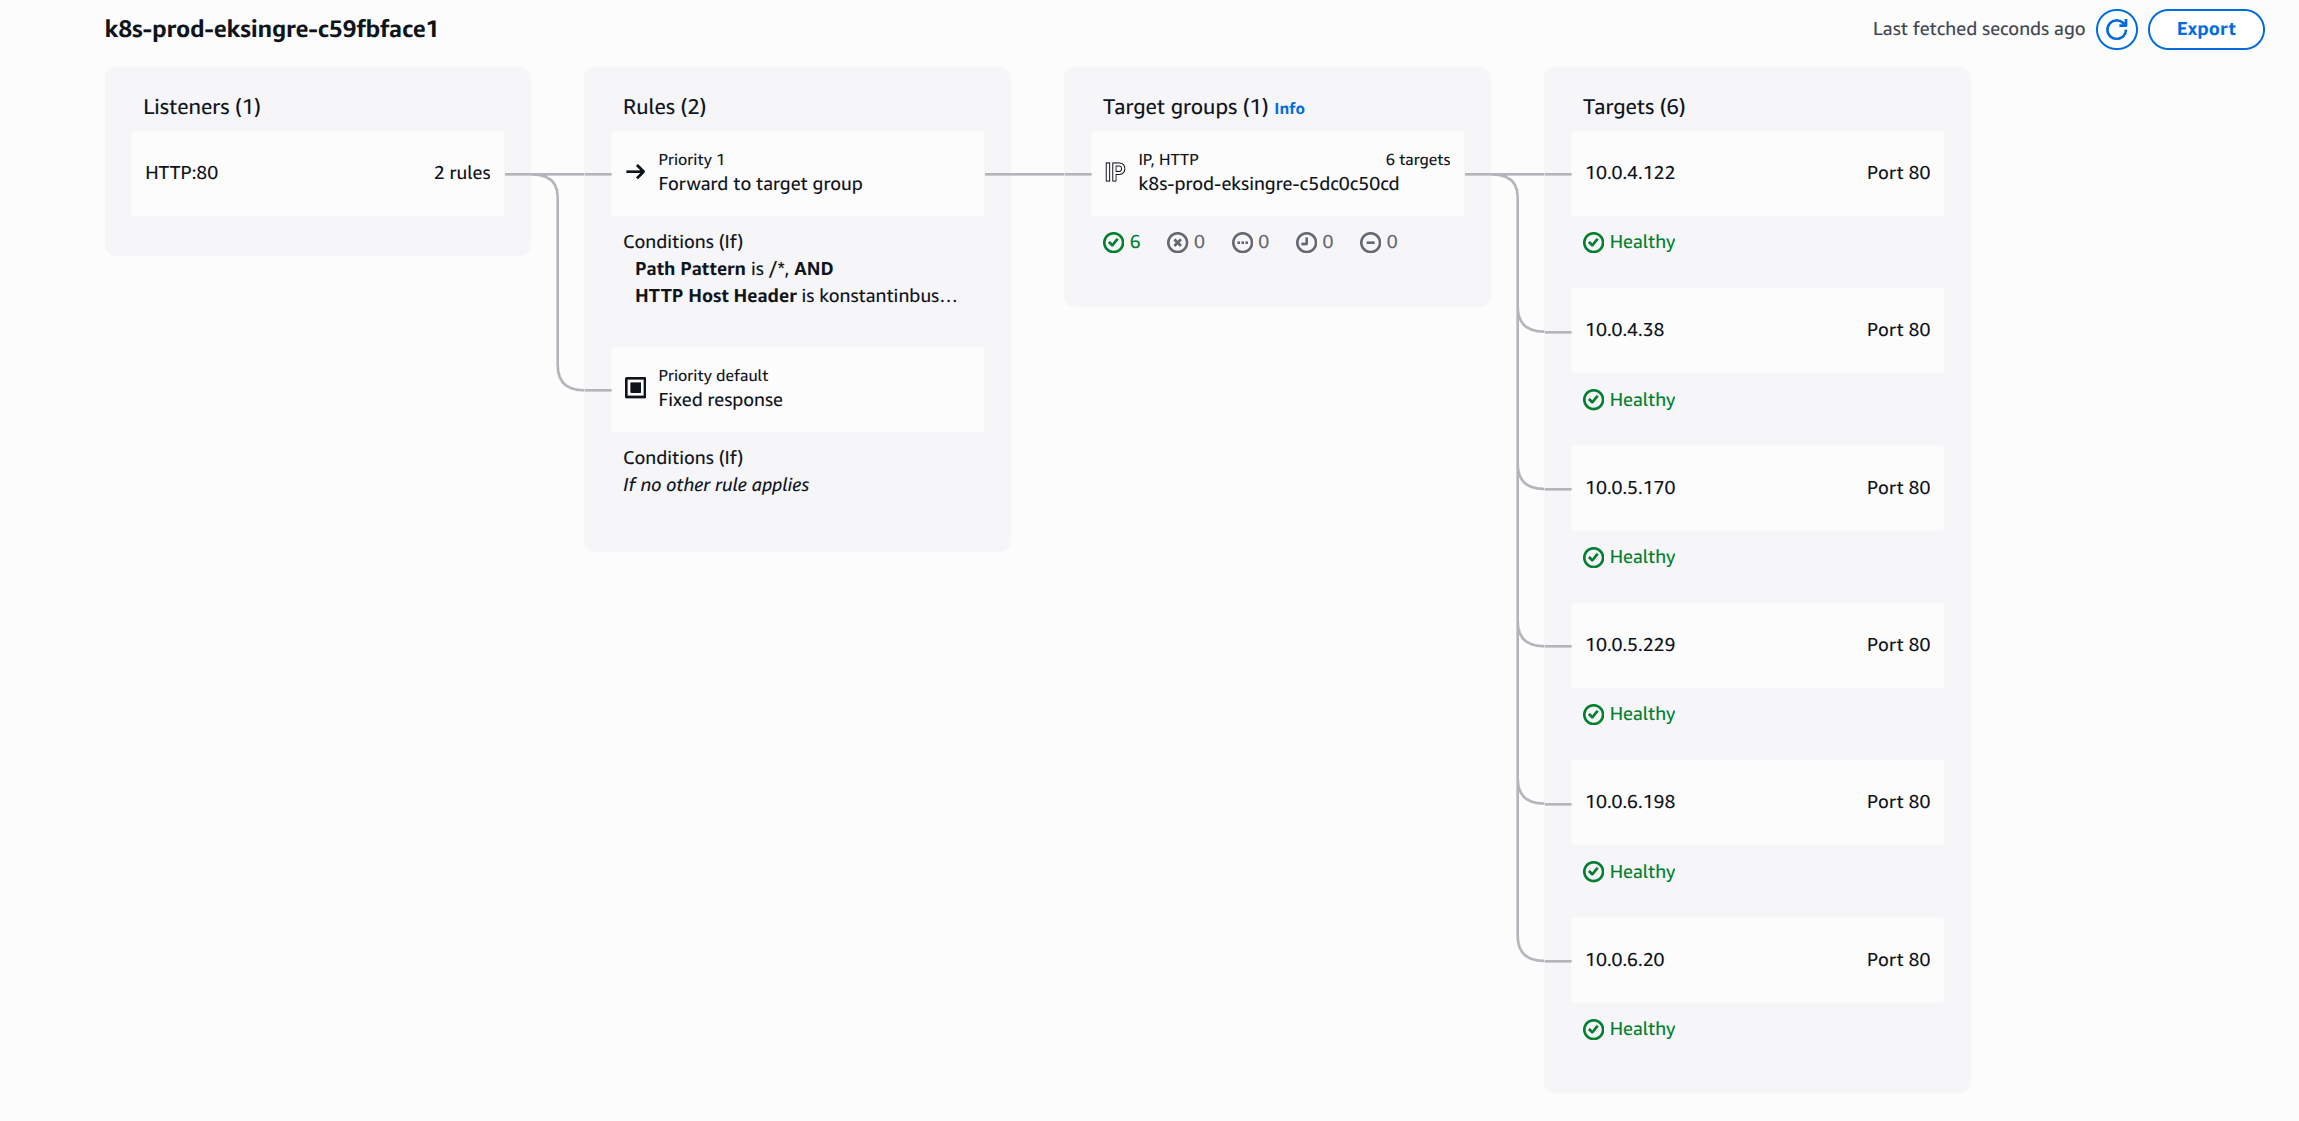 k8s-prod-eksingre-c59fbface1
Last fetched seconds ago
Export
Listeners (1)
HTTP:80
2 rules
Rules (2)
Priority 1
Forward to target group
Conditions (If)
Path Pattern is /*, AND
HTTP Host Header is konstantinbus...
Priority default
Fixed response
Conditions (If)
If no other rule applies
Target groups (1) Info
IP
IP, HTTP
6 targets
k8s-prod-eksingre-c5dc0c50cd
6 0 0 0 0
Targets (6)
10.0.4.122 Port 80
Healthy
10.0.4.38 Port 80
Healthy
10.0.5.170 Port 80
Healthy
10.0.5.229 Port 80
Healthy
10.0.6.198 Port 80
Healthy
10.0.6.20 Port 80
Healthy